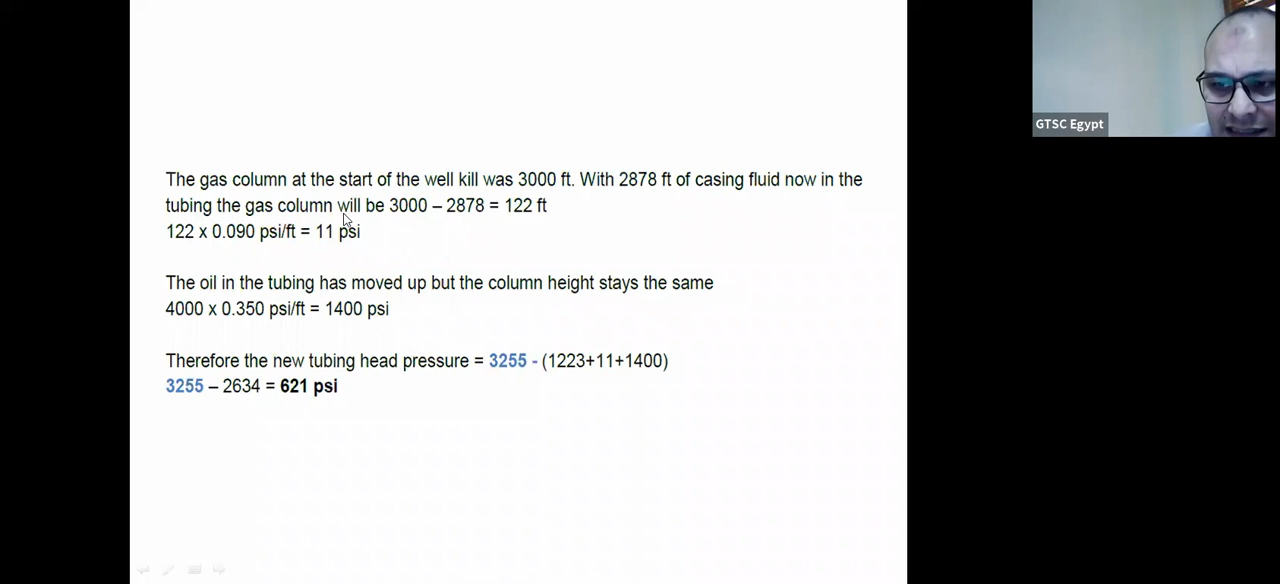 The gas column at the start of the well kill was 3000 ft. With 2878 ft of casing fluid now in the
tubing the gas column will be 3000 – 2878 = 122 ft
122 x 0.090 psi/ft = 11 psi
The oil in the tubing has moved up but the column height stays the same
4000 x 0.350 psi/ft = 1400 psi
Therefore the new tubing head pressure = 3255 - (1223+11+1400)
3255 – 2634 = 621 psi
GTSC Egypt